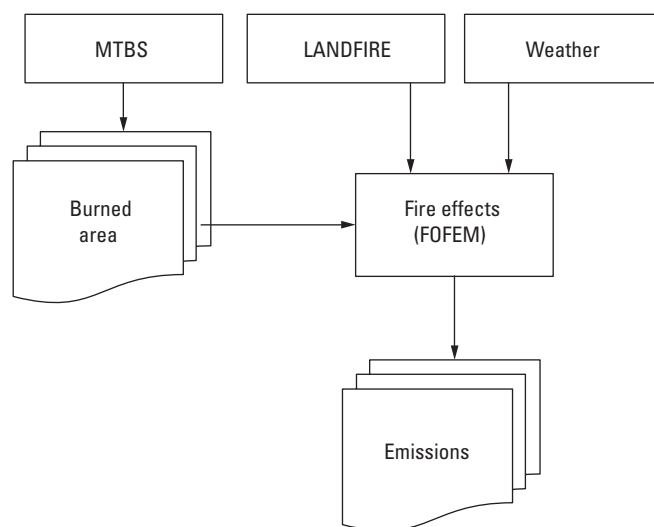 MTBS
LANDFIRE
Weather
Burned
area
Fire effects
(FOFEM)
Emissions